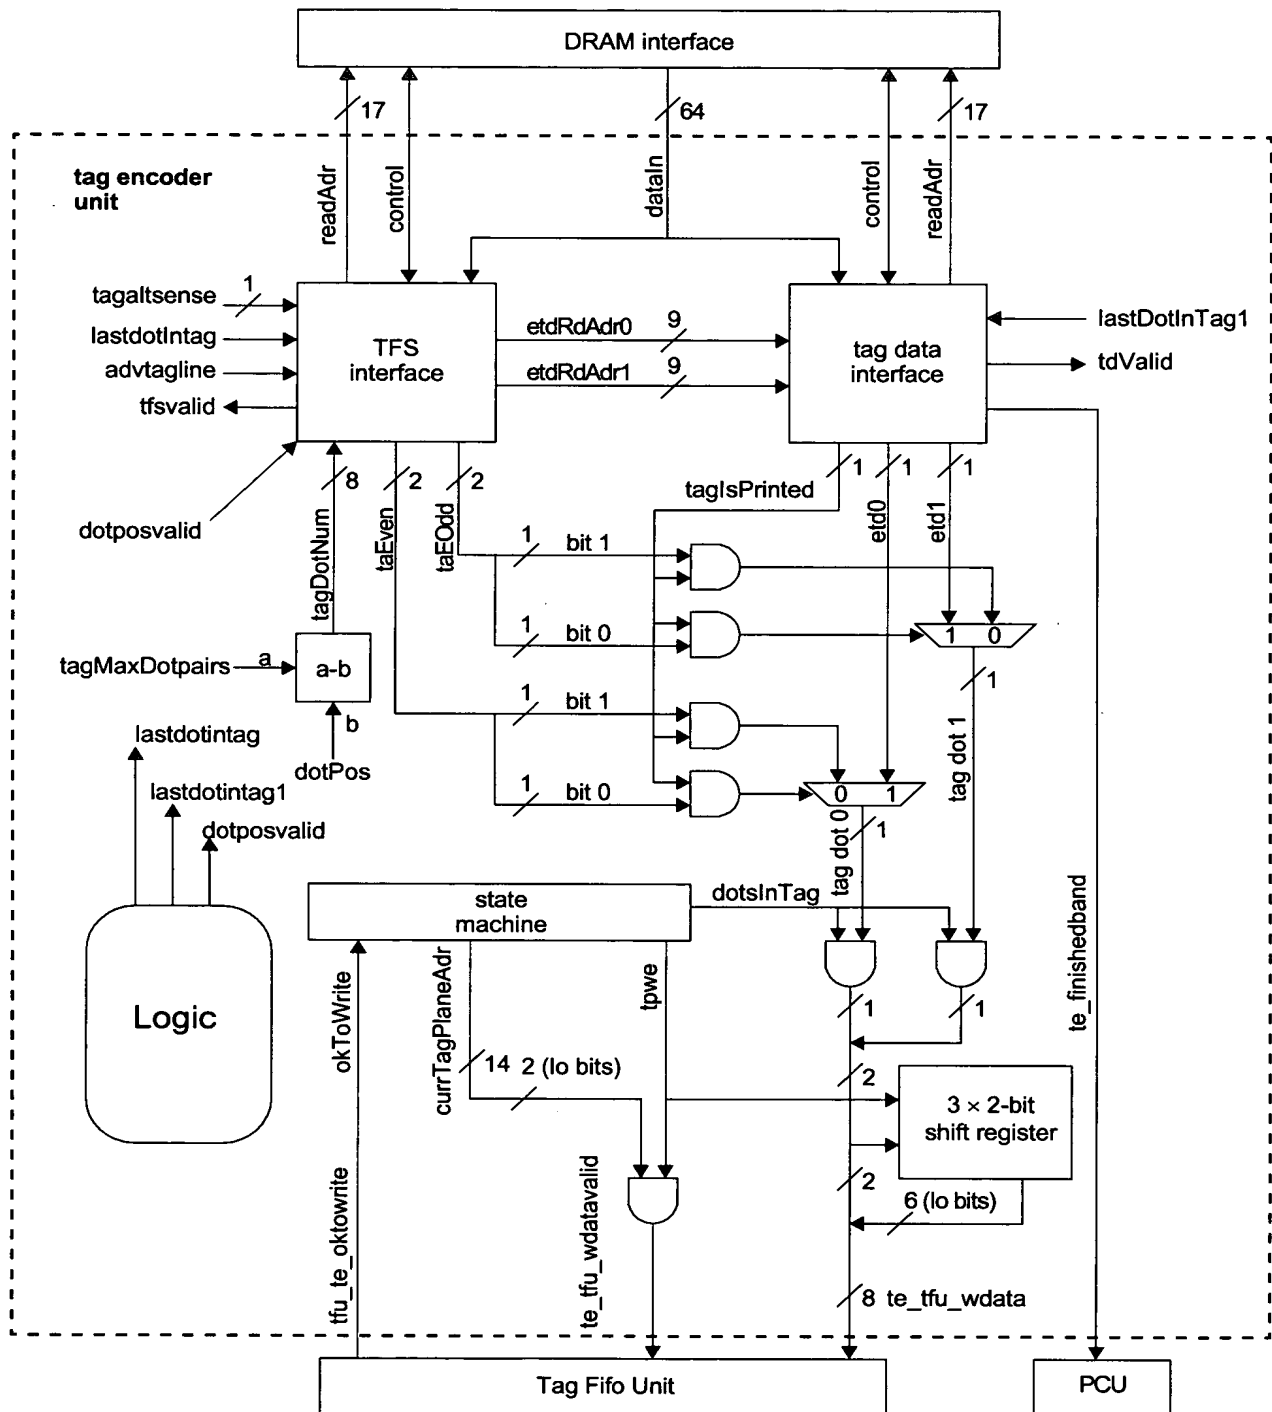 DRAM interface
17
64
17
tag encoder
unit
readAdr
control
dataIn
control
readAdr
tagaltsense
1
lastdotIntag
advtagline
tfsvalid
dotposvalid
TFS
interface
etdRdAdr0
9
etdRdAdr1
9
tag data
interface
lastDotInTag1
tdValid
8
2
2
tagIsPrinted
1
1
1
tagDotNum
taEven
taEOdd
etd0
etd1
1
bit 1
1
bit 0
1 0
1
tagMaxDotpairs
a
a-b
b
dotPos
1
bit 1
1
bit 0
0 1
tag dot 0
1
tag dot 1
lastdotintag
lastdotintag1
dotposvalid
Logic
state
machine
dotsInTag
okToWrite
currTagPlaneAdr
tpwe
14
2 (lo bits)
1
1
2
3 × 2-bit
shift register
2
6 (lo bits)
te_finishedband
tfu_te_oktowrite
te_tfu_wdatavalid
8 te_tfu_wdata
Tag Fifo Unit
PCU